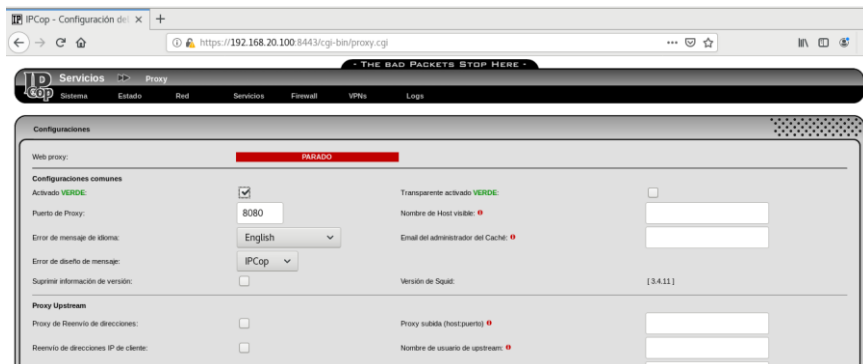 IPCop - Configuración del
https://192.168.20.100:8443/cgi-bin/proxy.cgi
- THE BAD PACKETS STOP HERE -
IP Cop Servicios Proxy
Sistema Estado Red Servicios Firewall VPNs Logs
Configuraciones
Web proxy: PARADO
Configuraciones comunes
Activado VERDE: Transparente activado VERDE:
Puerto de Proxy: 8080 Nombre de Host visible:
Error de mensaje de idioma: English Email del administrador del Caché:
Error de diseño de mensaje: IPCop
Suprimir información de versión: Versión de Squid: [ 3.4.11 ]
Proxy Upstream
Proxy de Reenvío de direcciones: Proxy subida (host:puerto)
Reenvío de direcciones IP de cliente: Nombre de usuario de upstream: